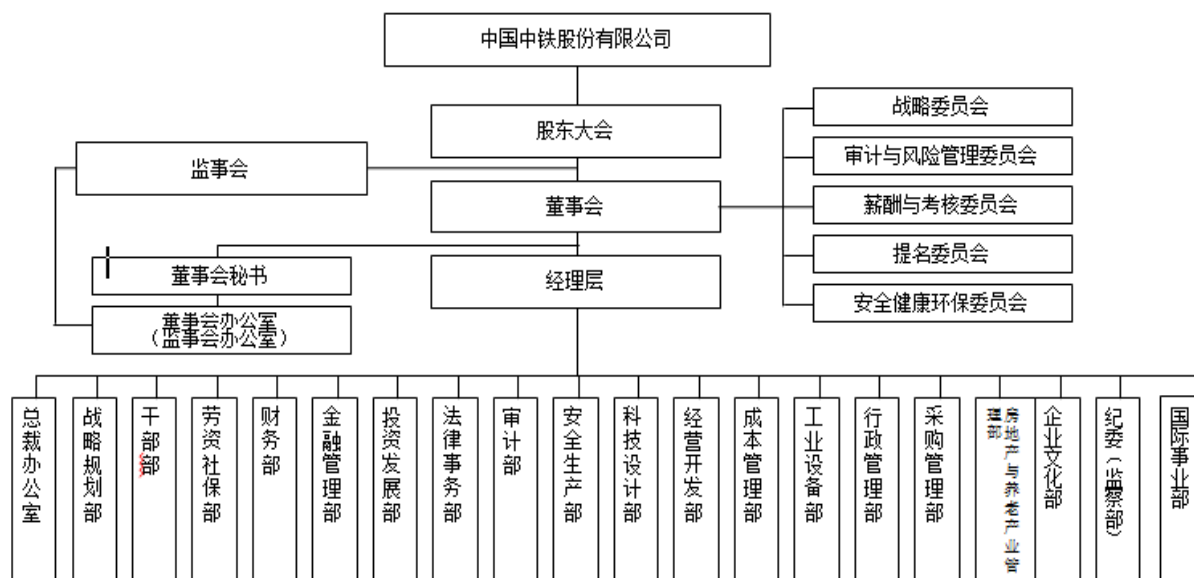 中国中铁股份有限公司
股东大会
监事会
董事会
战略委员会
审计与风险管理委员会
薪酬与考核委员会
提名委员会
安全健康环保委员会
董事会秘书
经理层
董事会办公室
（监事会办公室）
总裁办公室
战略规划部
干部部
劳资社保部
财务部
金融管理部
投资发展部
法律事务部
审计部
安全生产部
科技设计部
经营开发部
成本管理部
工业设备部
行政管理部
采购管理部
房地产与养老产业管
理部
企业文化部
纪委（监察部）
国际事业部